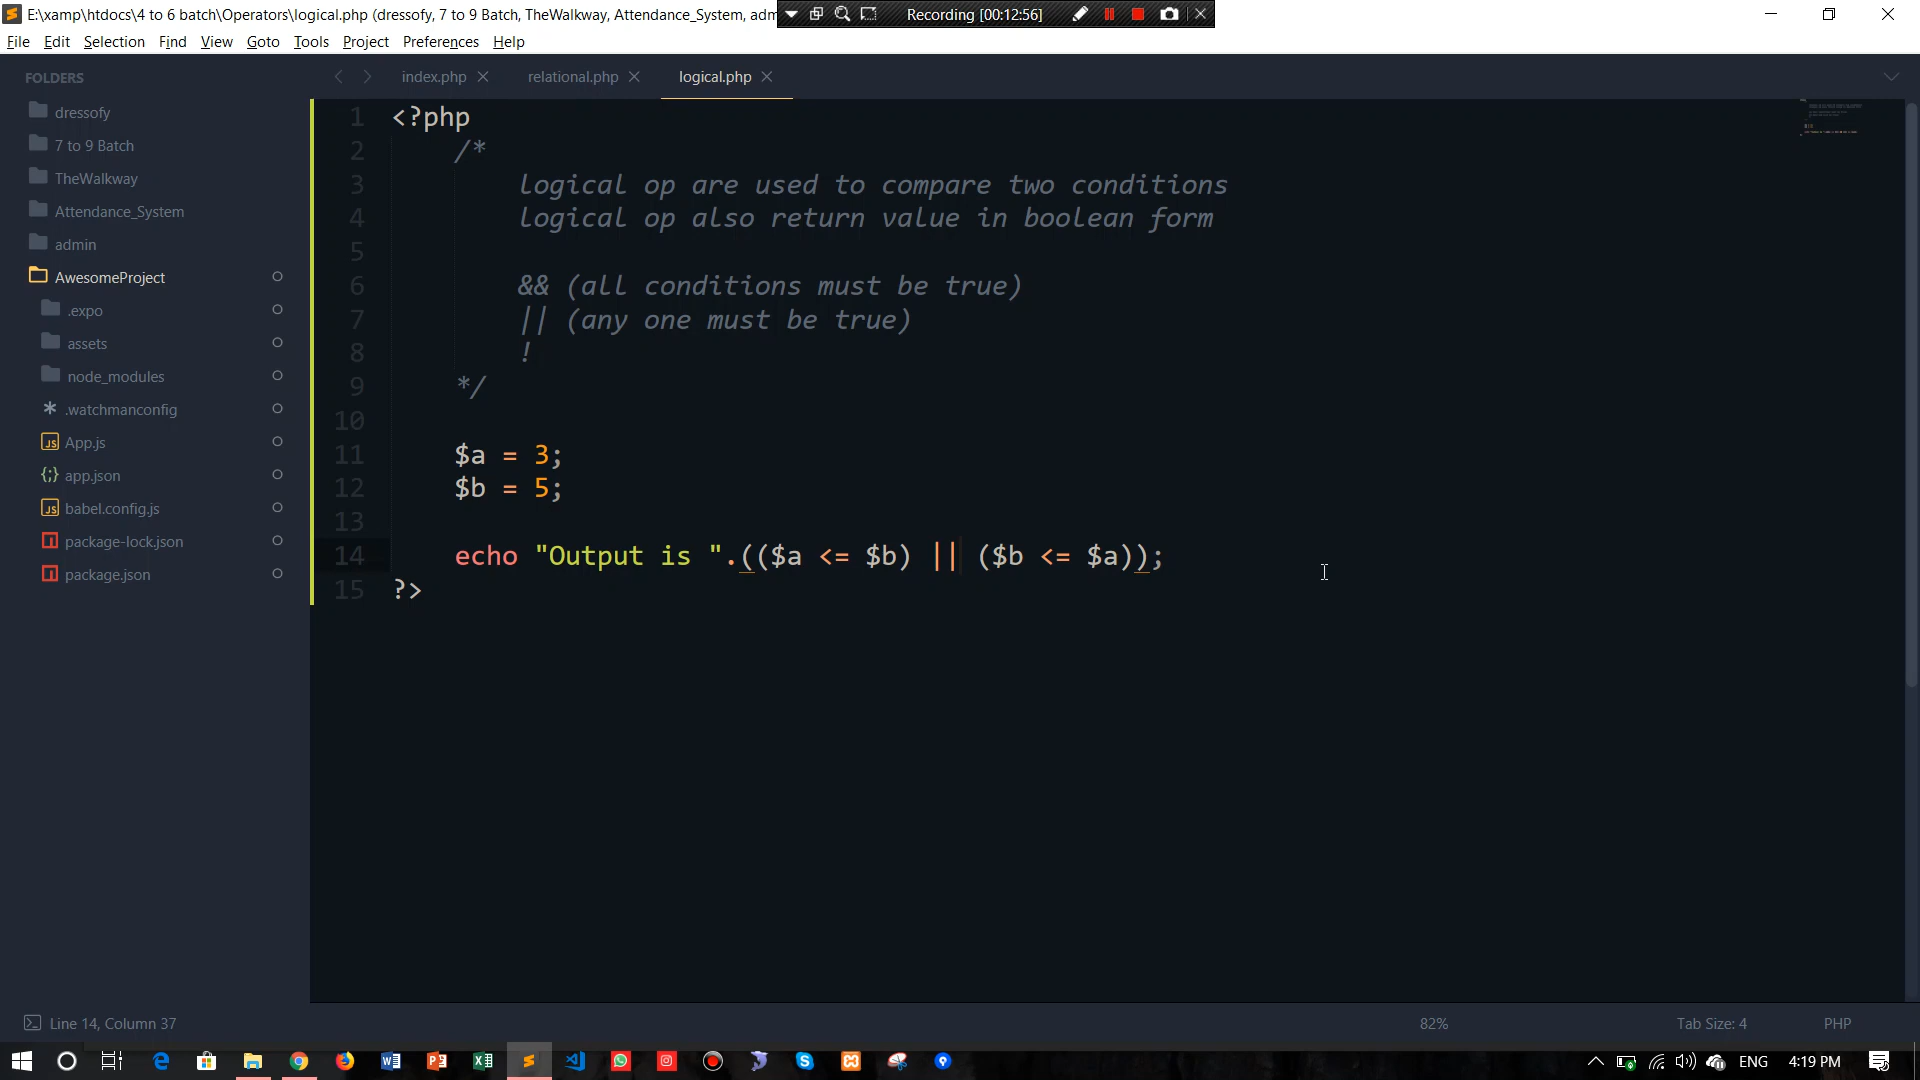 E:\xamp\htdocs\4 to 6 batch\Operators\logical.php (dressofy, 7 to 9 Batch, TheWalkway, Attendance_System, adm
Recording [00:12:56]
File Edit Selection Find View Goto Tools Project Preferences Help
FOLDERS
dressofy
7 to 9 Batch
TheWalkway
Attendance_System
admin
AwesomeProject
.expo
assets
node_modules
.watchmanconfig
App.js
app.json
babel.config.js
package-lock.json
package.json
index.php relational.php logical.php
1 <?php
2 /*
3 logical op are used to compare two conditions
4 logical op also return value in boolean form
5
6 && (all conditions must be true)
7 || (any one must be true)
8 !
9 */
10
11 $a = 3;
12 $b = 5;
13
14 echo "Output is ".(($a <= $b) || ($b <= $a));
15 ?>
Line 14, Column 37
82%
Tab Size: 4
PHP
ENG
4:19 PM